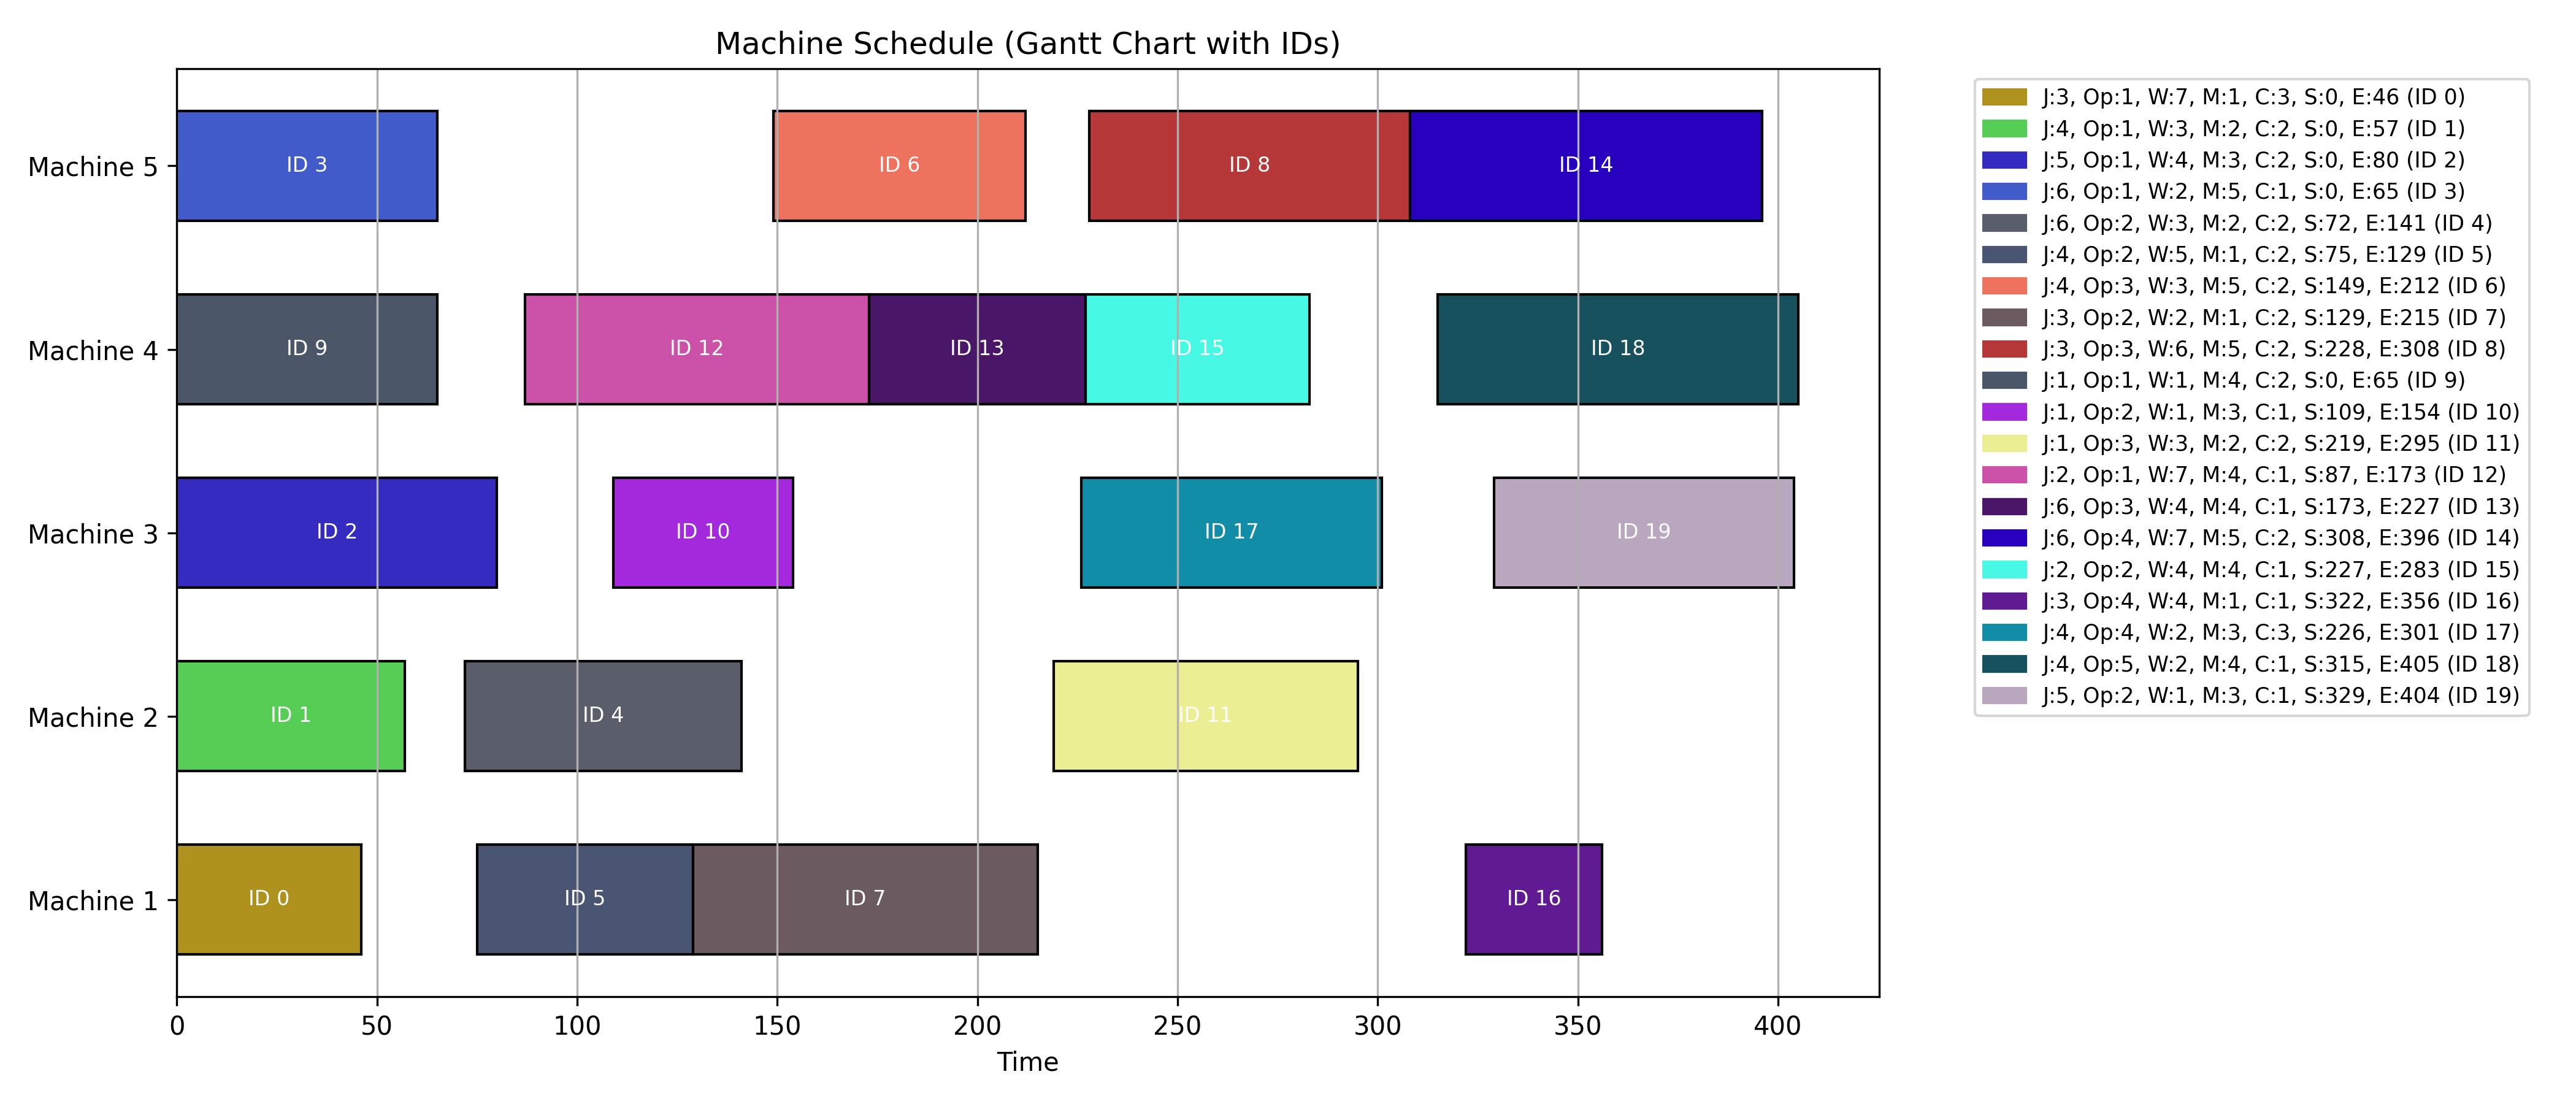 Machine Schedule (Gantt Chart with IDs)
Machine 5
ID 3
ID 6
ID 8
ID 14
Machine 4
ID 9
ID 12
ID 13
ID 15
ID 18
Machine 3
ID 2
ID 10
ID 17
ID 19
Machine 2
ID 1
ID 4
ID 11
Machine 1
ID 0
ID 5
ID 7
ID 16
0 50 100 150 200 250 300 350 400
Time
J:3, Op:1, W:7, M:1, C:3, S:0, E:46 (ID 0)
J:4, Op:1, W:3, M:2, C:2, S:0, E:57 (ID 1)
J:5, Op:1, W:4, M:3, C:2, S:0, E:80 (ID 2)
J:6, Op:1, W:2, M:5, C:1, S:0, E:65 (ID 3)
J:6, Op:2, W:3, M:2, C:2, S:72, E:141 (ID 4)
J:4, Op:2, W:5, M:1, C:2, S:75, E:129 (ID 5)
J:4, Op:3, W:3, M:5, C:2, S:149, E:212 (ID 6)
J:3, Op:2, W:2, M:1, C:2, S:129, E:215 (ID 7)
J:3, Op:3, W:6, M:5, C:2, S:228, E:308 (ID 8)
J:1, Op:1, W:1, M:4, C:2, S:0, E:65 (ID 9)
J:1, Op:2, W:1, M:3, C:1, S:109, E:154 (ID 10)
J:1, Op:3, W:3, M:2, C:2, S:219, E:295 (ID 11)
J:2, Op:1, W:7, M:4, C:1, S:87, E:173 (ID 12)
J:6, Op:3, W:4, M:4, C:1, S:173, E:227 (ID 13)
J:6, Op:4, W:7, M:5, C:2, S:308, E:396 (ID 14)
J:2, Op:2, W:4, M:4, C:1, S:227, E:283 (ID 15)
J:3, Op:4, W:4, M:1, C:1, S:322, E:356 (ID 16)
J:4, Op:4, W:2, M:3, C:3, S:226, E:301 (ID 17)
J:4, Op:5, W:2, M:4, C:1, S:315, E:405 (ID 18)
J:5, Op:2, W:1, M:3, C:1, S:329, E:404 (ID 19)